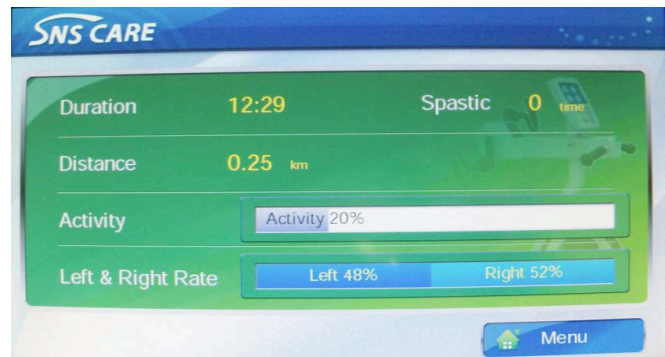 SNS CARE
Duration 12:29 Spastic 0 time
Distance 0.25 km
Activity Activity 20%
Left & Right Rate Left 48% Right 52%
Menu